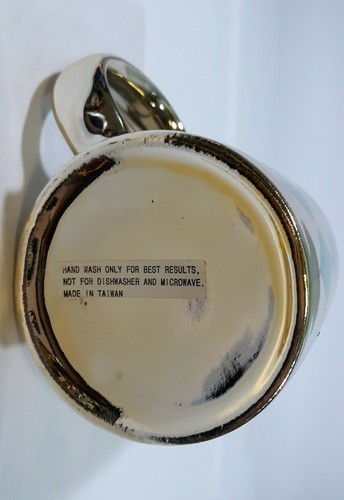 HAND WASH ONLY FOR BEST RESULTS,
NOT FOR DISHWASHER AND MICROWAVE.
MADE IN TAIWAN